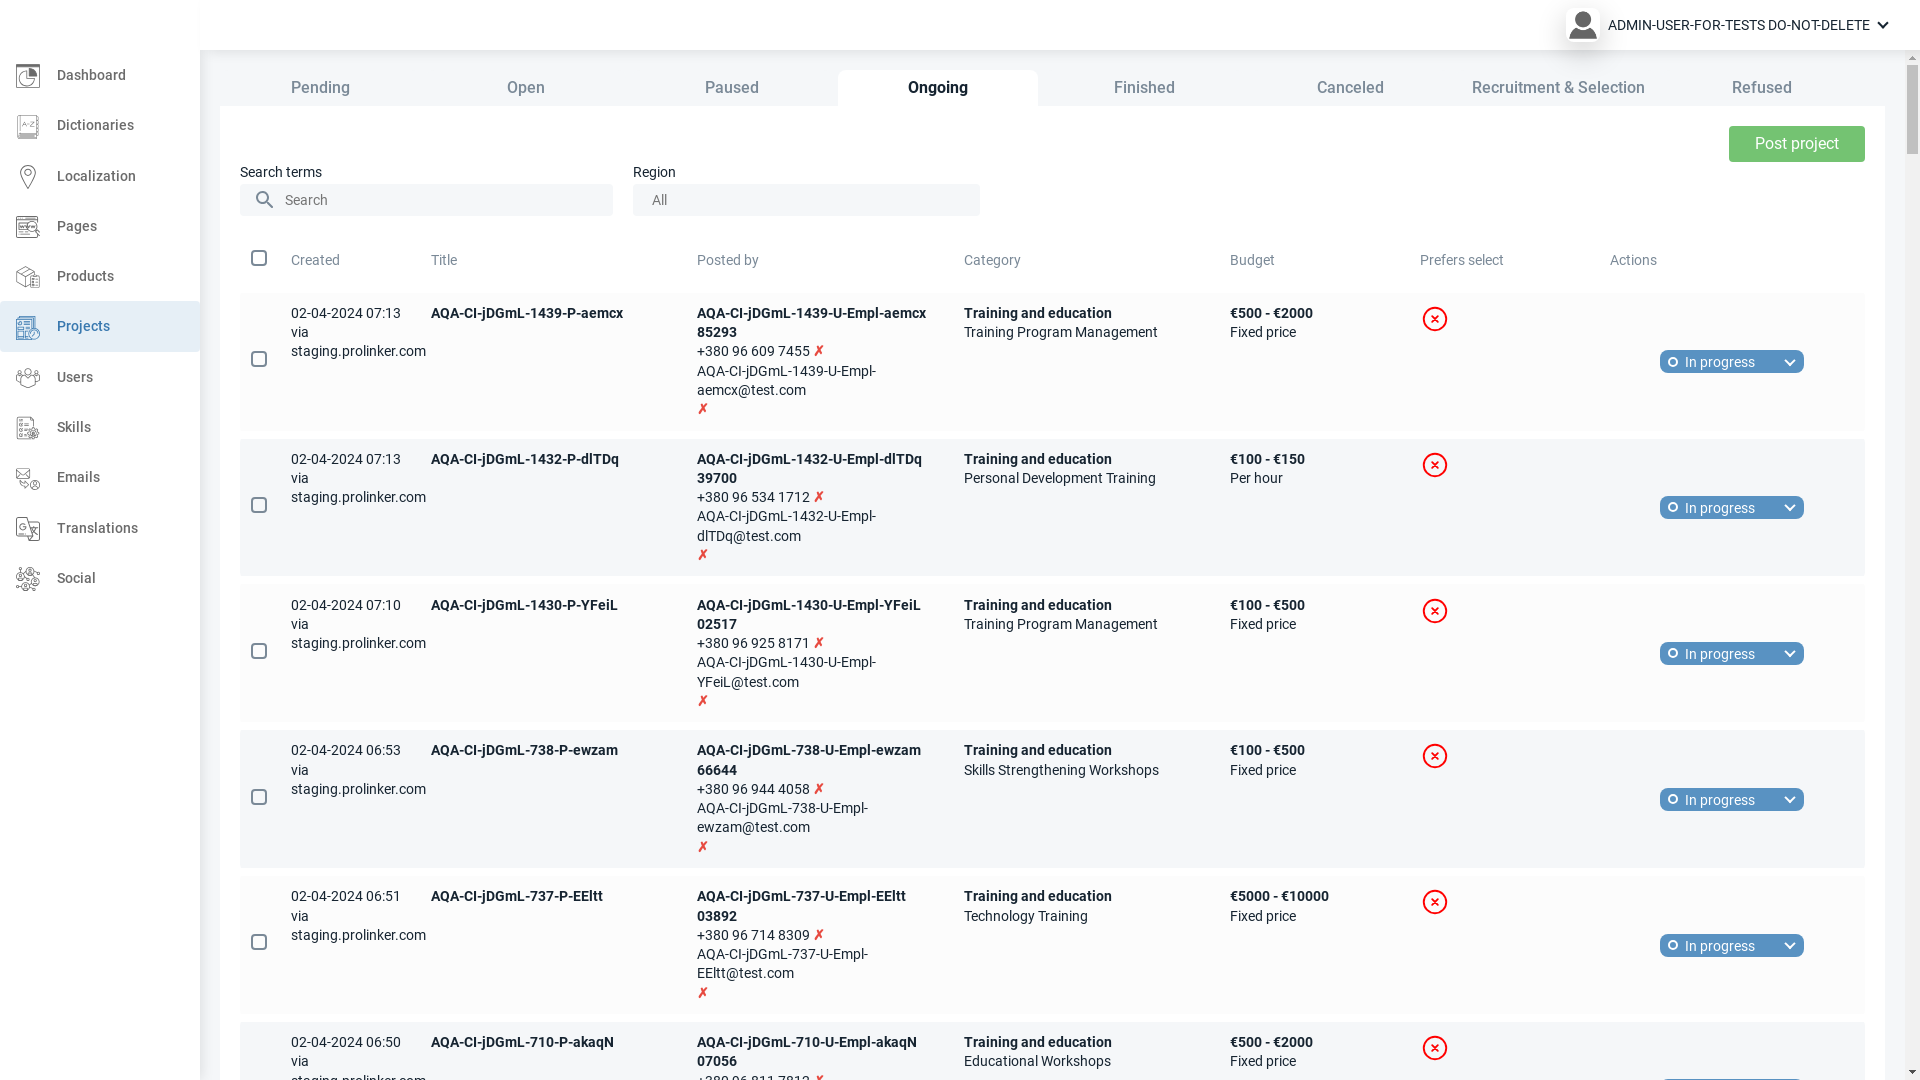 ADMIN-USER-FOR-TESTS DO-NOT-DELETE
Dashboard
Dictionaries
Localization
Pages
Products
Projects
Users
Skills
Emails
Translations
Social
Pending
Open
Paused
Ongoing
Finished
Canceled
Recruitment & Selection
Refused
Post project
Search terms
Search
Region
All
Created
Title
Posted by
Category
Budget
Prefers select
Actions
02-04-2024 07:13
via
staging.prolinker.com
AQA-CI-jDGmL-1439-P-aemcx
AQA-CI-jDGmL-1439-U-Empl-aemcx
85293
+380 96 609 7455 ✗
AQA-CI-jDGmL-1439-U-Empl-
aemcx@test.com
✗
Training and education
Training Program Management
€500 - €2000
Fixed price
In progress
02-04-2024 07:13
via
staging.prolinker.com
AQA-CI-jDGmL-1432-P-dlTDq
AQA-CI-jDGmL-1432-U-Empl-dlTDq
39700
+380 96 534 1712 ✗
AQA-CI-jDGmL-1432-U-Empl-
dlTDq@test.com
✗
Training and education
Personal Development Training
€100 - €150
Per hour
In progress
02-04-2024 07:10
via
staging.prolinker.com
AQA-CI-jDGmL-1430-P-YFeiL
AQA-CI-jDGmL-1430-U-Empl-YFeiL
02517
+380 96 925 8171 ✗
AQA-CI-jDGmL-1430-U-Empl-
YFeiL@test.com
✗
Training and education
Training Program Management
€100 - €500
Fixed price
In progress
02-04-2024 06:53
via
staging.prolinker.com
AQA-CI-jDGmL-738-P-ewzam
AQA-CI-jDGmL-738-U-Empl-ewzam
66644
+380 96 944 4058 ✗
AQA-CI-jDGmL-738-U-Empl-
ewzam@test.com
✗
Training and education
Skills Strengthening Workshops
€100 - €500
Fixed price
In progress
02-04-2024 06:51
via
staging.prolinker.com
AQA-CI-jDGmL-737-P-EEltt
AQA-CI-jDGmL-737-U-Empl-EEltt
03892
+380 96 714 8309 ✗
AQA-CI-jDGmL-737-U-Empl-
EEltt@test.com
✗
Training and education
Technology Training
€5000 - €10000
Fixed price
In progress
02-04-2024 06:50
via
staging.prolinker.com
AQA-CI-jDGmL-710-P-akaqN
AQA-CI-jDGmL-710-U-Empl-akaqN
07056
+380 96 811 7812 ✗
Training and education
Educational Workshops
€500 - €2000
Fixed price